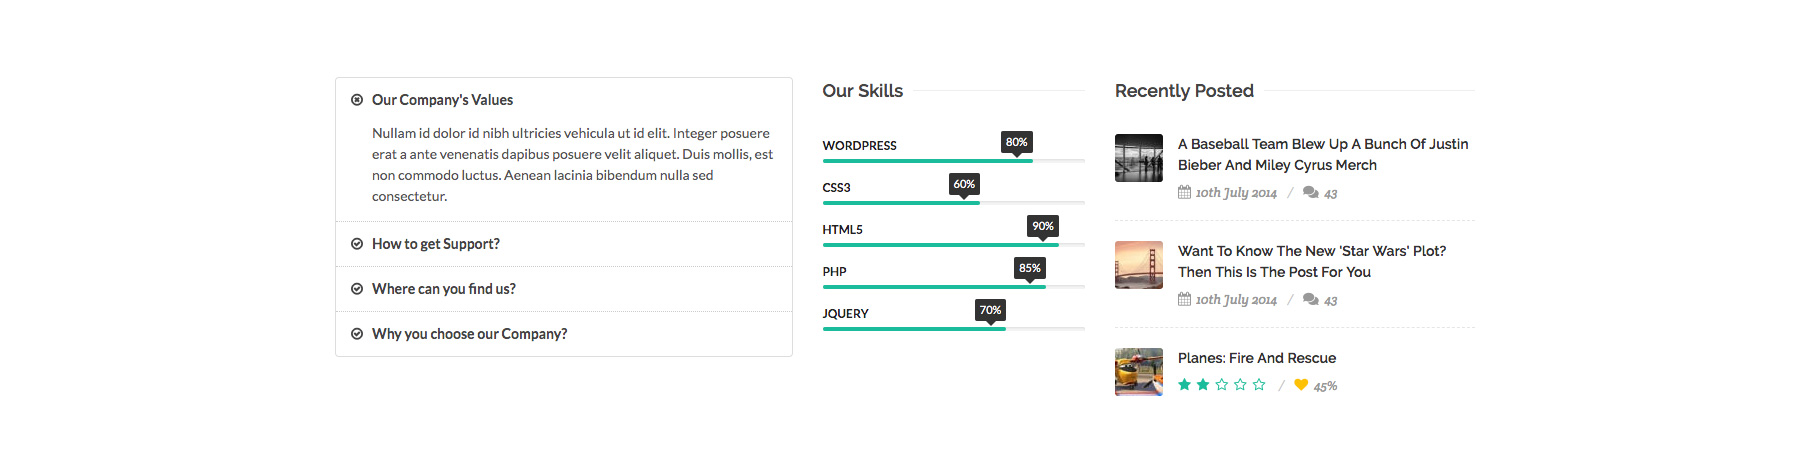 Our Company's Values
Nullam id dolor id nibh ultricies vehicula ut id elit. Integer posuere
erat a ante venenatis dapibus posuere velit aliquet. Duis mollis, est
non commodo luctus. Aenean lacinia bibendum nulla sed
consectetur.
How to get Support?
Where can you find us?
Why you choose our Company?
Our Skills
WORDPRESS 80%
CSS3 60%
HTML5 90%
PHP 85%
JQUERY 70%
Recently Posted
A Baseball Team Blew Up A Bunch Of Justin
Bieber And Miley Cyrus Merch
10th July 2014 / 43
Want To Know The New 'Star Wars' Plot?
Then This Is The Post For You
10th July 2014 / 43
Planes: Fire And Rescue
/ 45%